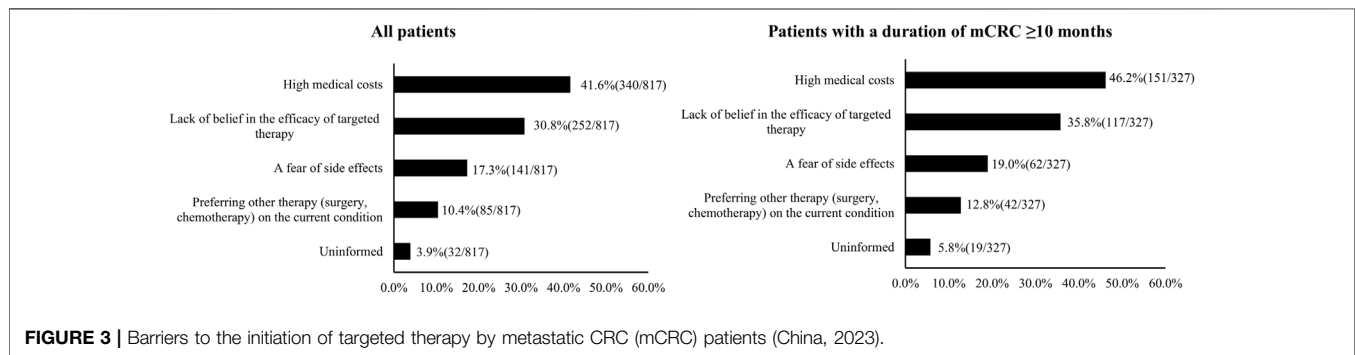 All patients
High medical costs
41.6%(340/817)
Lack of belief in the efficacy of targeted
therapy
30.8%(252/817)
A fear of side effects
17.3%(141/817)
Preferring other therapy (surgery,
chemotherapy) on the current condition
10.4%(85/817)
Uninformed
3.9%(32/817)
0.0% 10.0% 20.0% 30.0% 40.0% 50.0% 60.0%
Patients with a duration of mCRC ≥10 months
High medical costs
46.2%(151/327)
Lack of belief in the efficacy of targeted
therapy
35.8%(117/327)
A fear of side effects
19.0%(62/327)
Preferring other therapy (surgery,
chemotherapy) on the current condition
12.8%(42/327)
Uninformed
5.8%(19/327)
0.0% 10.0% 20.0% 30.0% 40.0% 50.0% 60.0%
FIGURE 3 | Barriers to the initiation of targeted therapy by metastatic CRC (mCRC) patients (China, 2023).